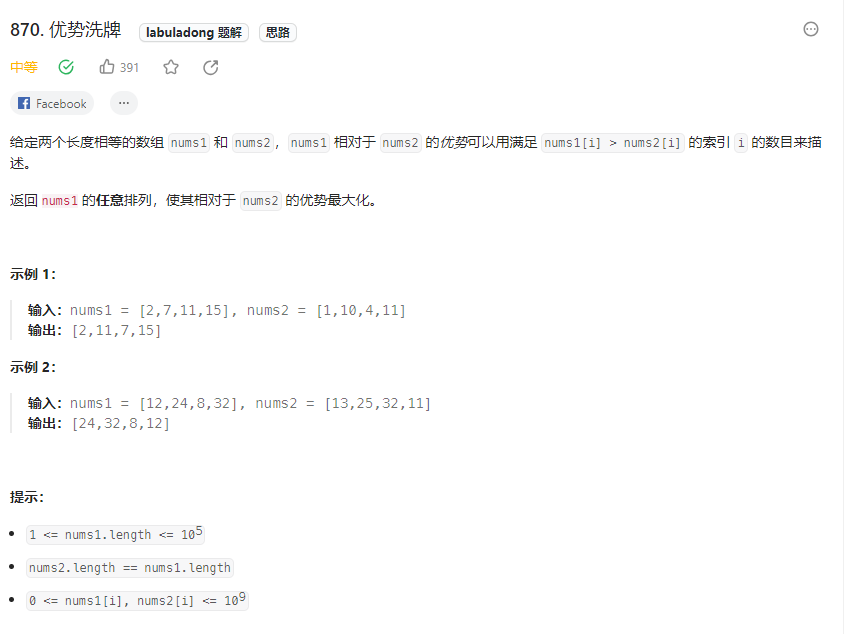 870. 优势洗牌 labuladong 题解 思路
中等 391
Facebook ...
给定两个长度相等的数组 nums1 和 nums2，nums1 相对于 nums2 的优势可以用满足 nums1[i] > nums2[i] 的索引 i 的数目来描
述。
返回 nums1 的任意排列，使其相对于 nums2 的优势最大化。
示例 1：
输入：nums1 = [2,7,11,15], nums2 = [1,10,4,11]
输出：[2,11,7,15]
示例 2：
输入：nums1 = [12,24,8,32], nums2 = [13,25,32,11]
输出：[24,32,8,12]
提示：
• 1 <= nums1.length <= 10⁵
• nums2.length == nums1.length
• 0 <= nums1[i], nums2[i] <= 10⁹